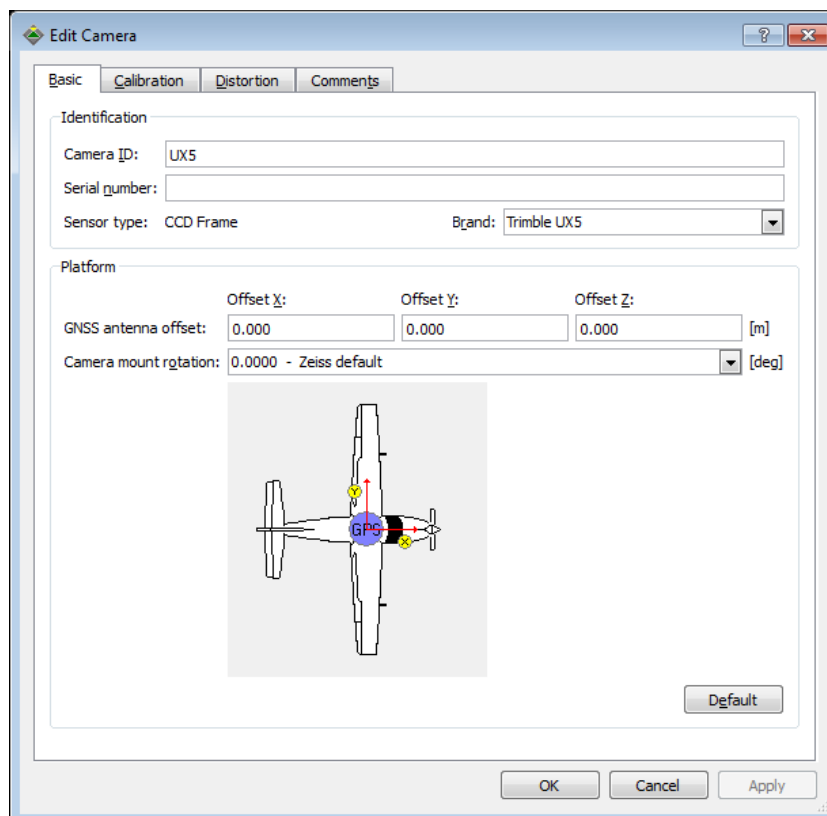 Edit Camera
Basic Calibration Distortion Comments
Identification
Camera ID: UX5
Serial number:
Sensor type: CCD Frame Brand: Trimble UX5
Platform
Offset X: Offset Y: Offset Z:
GNSS antenna offset: 0.000 0.000 0.000 [m]
Camera mount rotation: 0.0000 - Zeiss default [deg]
Y
GPS
X
Default
OK Cancel Apply